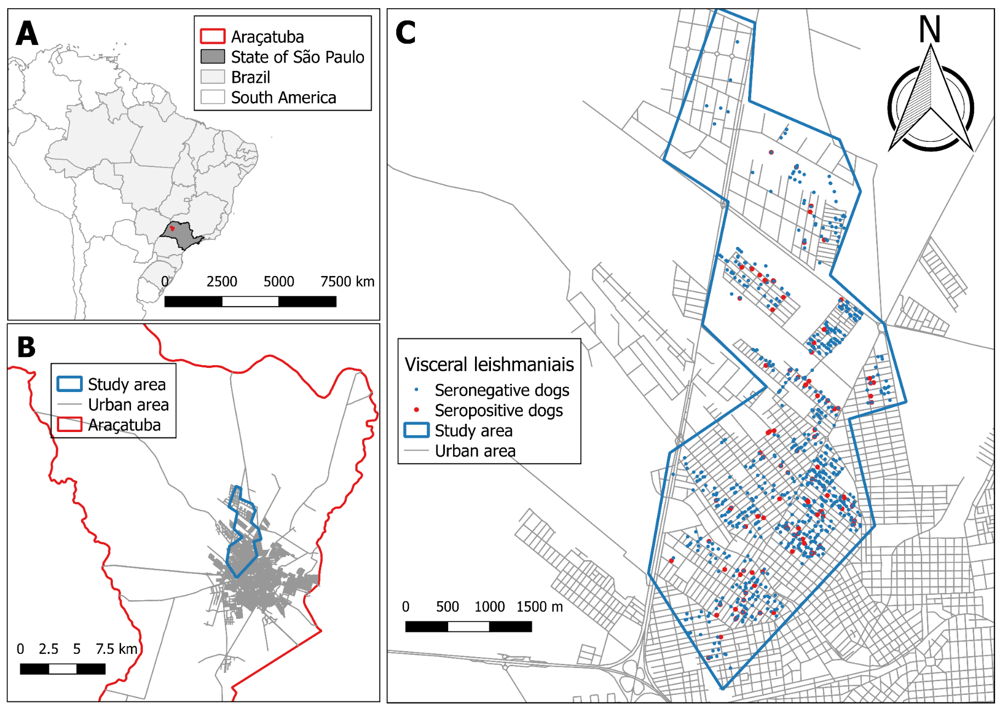 A
Araçatuba
State of São Paulo
Brazil
South America
0 2500 5000 7500 km
B
Study area
Urban area
Araçatuba
0 2.5 5 7.5 km
C
N
Visceral leishmaniais
Seronegative dogs
Seropositive dogs
Study area
Urban area
0 500 1000 1500 m